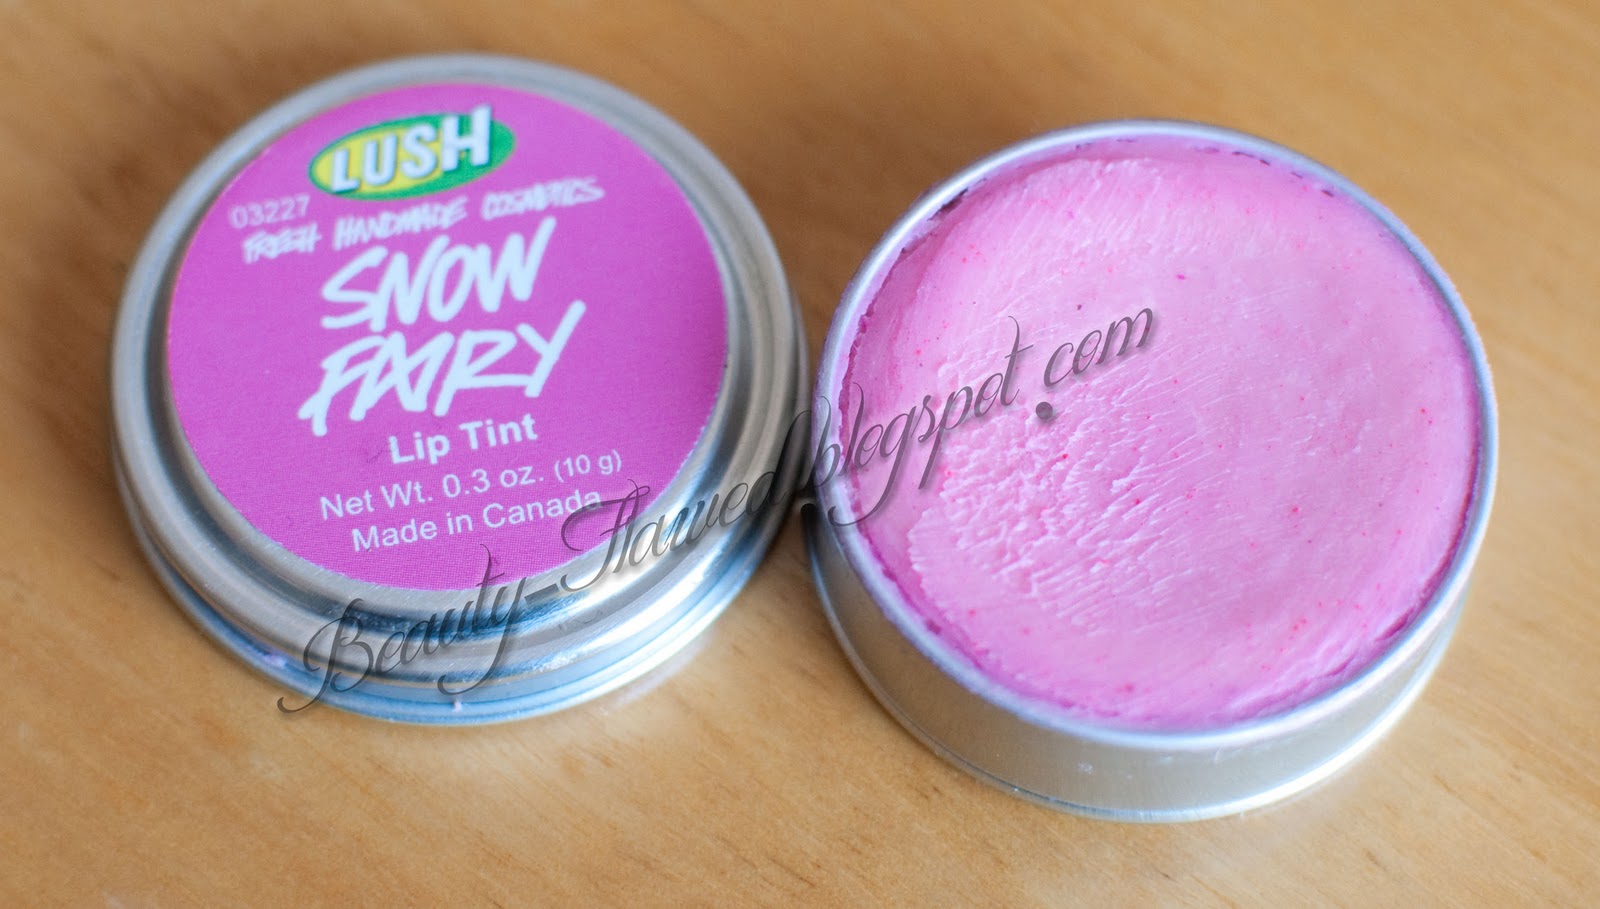 LUSH
03227
FRESH HANDMADE COSMETICS
SNOW
FAIRY
Lip Tint
Net Wt. 0.3 oz. (10 g)
Made in Canada
Beauty-Flawed.blogspot.com